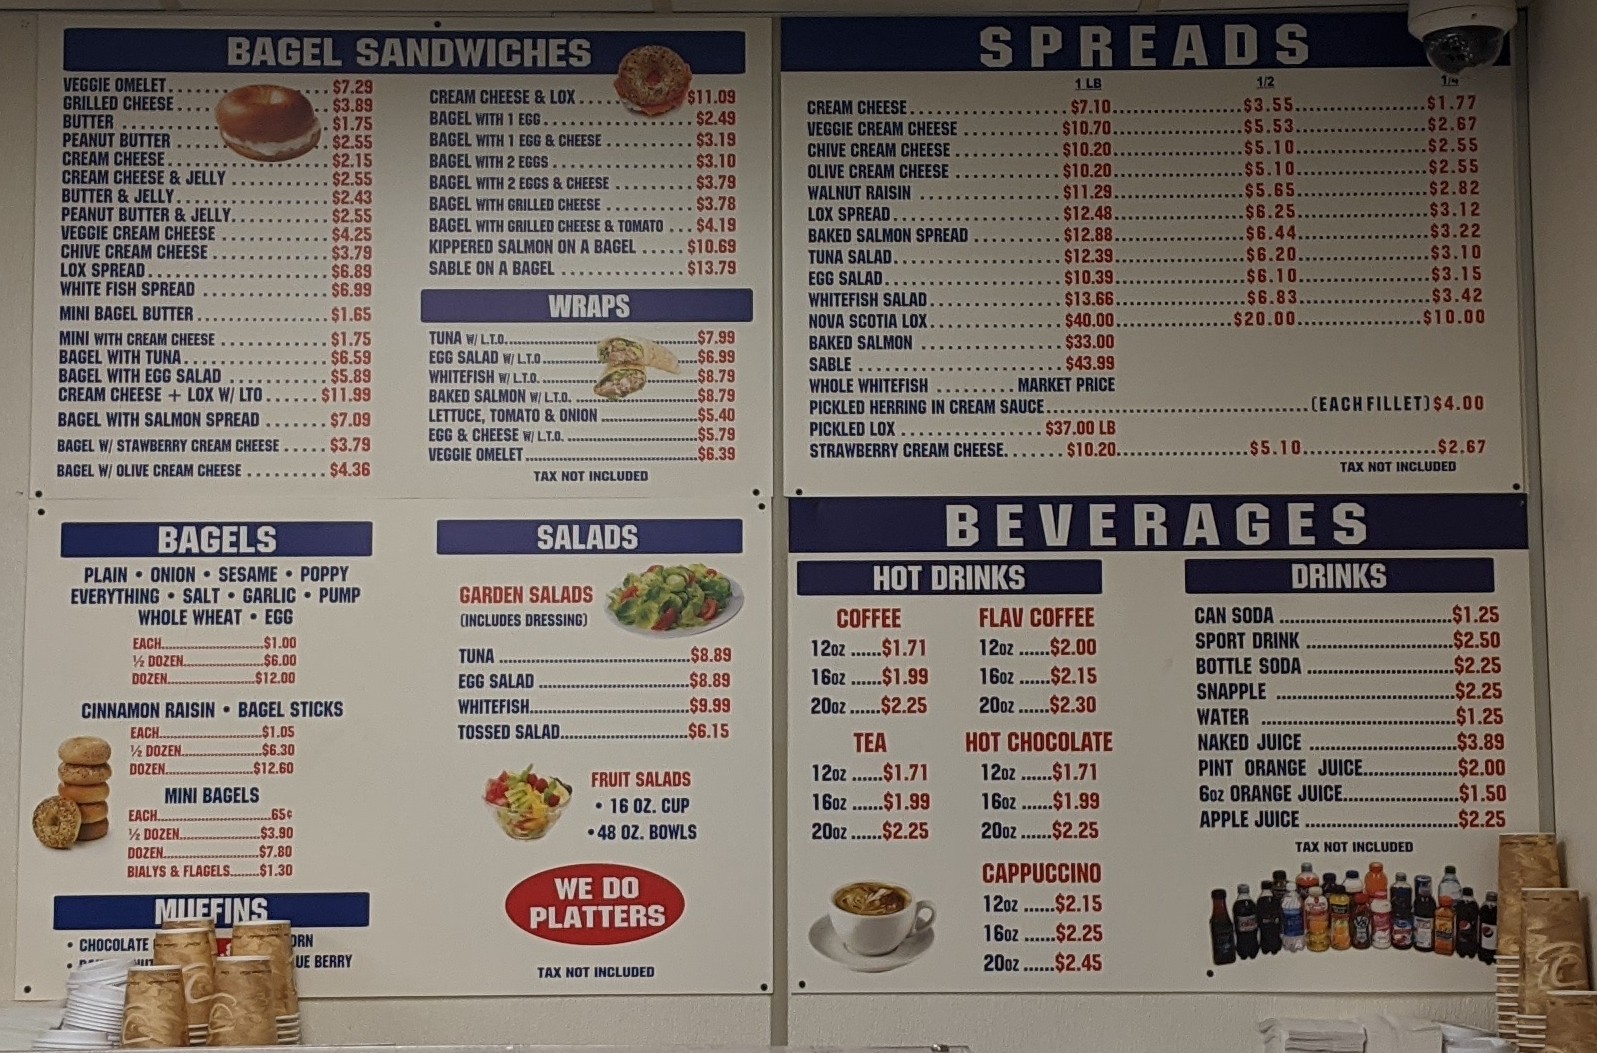 BAGEL SANDWICHES
VEGGIE OMELET $7.29
GRILLED CHEESE $3.89
BUTTER $1.75
PEANUT BUTTER $2.55
CREAM CHEESE $2.15
CREAM CHEESE & JELLY $2.55
BUTTER & JELLY $2.43
PEANUT BUTTER & JELLY $2.55
VEGGIE CREAM CHEESE $4.25
CHIVE CREAM CHEESE $3.79
LOX SPREAD $6.89
WHITE FISH SPREAD $6.99
MINI BAGEL BUTTER $1.65
MINI WITH CREAM CHEESE $1.75
BAGEL WITH TUNA $6.59
BAGEL WITH EGG SALAD $5.89
CREAM CHEESE + LOX W/ LTO $11.99
BAGEL WITH SALMON SPREAD $7.09
BAGEL W/ STAWBERRY CREAM CHEESE $3.79
BAGEL W/ OLIVE CREAM CHEESE $4.36
CREAM CHEESE & LOX $11.09
BAGEL WITH 1 EGG $2.49
BAGEL WITH 1 EGG & CHEESE $3.19
BAGEL WITH 2 EGGS $3.10
BAGEL WITH 2 EGGS & CHEESE $3.79
BAGEL WITH GRILLED CHEESE $3.78
BAGEL WITH GRILLED CHEESE & TOMATO $4.19
KIPPERED SALMON ON A BAGEL $10.69
SABLE ON A BAGEL $13.79
WRAPS
TUNA W/ L.T.O. $7.99
EGG SALAD W/ L.T.O $6.99
WHITEFISH W/ L.T.O. $8.79
BAKED SALMON W/ L.T.O. $8.79
LETTUCE, TOMATO & ONION $5.40
EGG & CHEESE W/ L.T.O. $5.79
VEGGIE OMELET $6.39
TAX NOT INCLUDED
SPREADS
1 LB 1/2 1/4
CREAM CHEESE $7.10 $3.55 $1.77
VEGGIE CREAM CHEESE $10.70 $5.53 $2.67
CHIVE CREAM CHEESE $10.20 $5.10 $2.55
OLIVE CREAM CHEESE $10.20 $5.10 $2.55
WALNUT RAISIN $11.29 $5.65 $2.82
LOX SPREAD $12.48 $6.25 $3.12
BAKED SALMON SPREAD $12.88 $6.44 $3.22
TUNA SALAD $12.39 $6.20 $3.10
EGG SALAD $10.39 $6.10 $3.15
WHITEFISH SALAD $13.66 $6.83 $3.42
NOVA SCOTIA LOX $40.00 $20.00 $10.00
BAKED SALMON $33.00
SABLE $43.99
WHOLE WHITEFISH MARKET PRICE
PICKLED HERRING IN CREAM SAUCE (EACH FILLET) $4.00
PICKLED LOX $37.00 LB
STRAWBERRY CREAM CHEESE $10.20 $5.10 $2.67
TAX NOT INCLUDED
BAGELS
PLAIN • ONION • SESAME • POPPY
EVERYTHING • SALT • GARLIC • PUMP
WHOLE WHEAT • EGG
EACH $1.00
½ DOZEN $6.00
DOZEN $12.00
CINNAMON RAISIN • BAGEL STICKS
EACH $1.05
½ DOZEN $6.30
DOZEN $12.60
MINI BAGELS
EACH 65¢
½ DOZEN $3.90
DOZEN $7.80
BIALYS & FLAGELS $1.30
MUFFINS
• CHOCOLATE
ORN
UE BERRY
SALADS
GARDEN SALADS
(INCLUDES DRESSING)
TUNA $8.89
EGG SALAD $8.89
WHITEFISH $9.99
TOSSED SALAD $6.15
FRUIT SALADS
• 16 OZ. CUP
• 48 OZ. BOWLS
WE DO
PLATTERS
TAX NOT INCLUDED
BEVERAGES
HOT DRINKS
COFFEE
12oz $1.71
16oz $1.99
20oz $2.25
FLAV COFFEE
12oz $2.00
16oz $2.15
20oz $2.30
TEA
12oz $1.71
16oz $1.99
20oz $2.25
HOT CHOCOLATE
12oz $1.71
16oz $1.99
20oz $2.25
CAPPUCCINO
12oz $2.15
16oz $2.25
20oz $2.45
DRINKS
CAN SODA $1.25
SPORT DRINK $2.50
BOTTLE SODA $2.25
SNAPPLE $2.25
WATER $1.25
NAKED JUICE $3.89
PINT ORANGE JUICE $2.00
6oz ORANGE JUICE $1.50
APPLE JUICE $2.25
TAX NOT INCLUDED